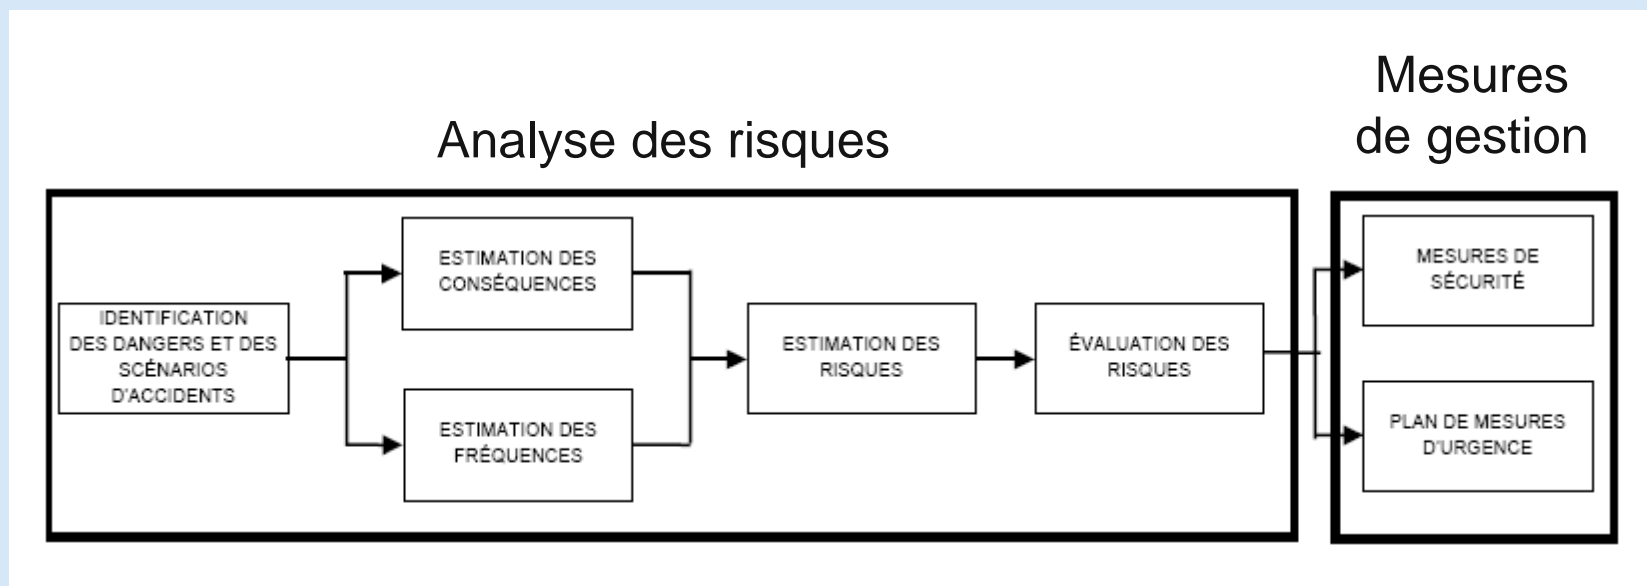 Analyse des risques
Mesures
de gestion
IDENTIFICATION
DES DANGERS ET DES
SCÉNARIOS
D'ACCIDENTS
ESTIMATION DES
CONSÉQUENCES
ESTIMATION DES
FRÉQUENCES
ESTIMATION DES
RISQUES
ÉVALUATION DES
RISQUES
MESURES DE
SÉCURITÉ
PLAN DE MESURES
D'URGENCE